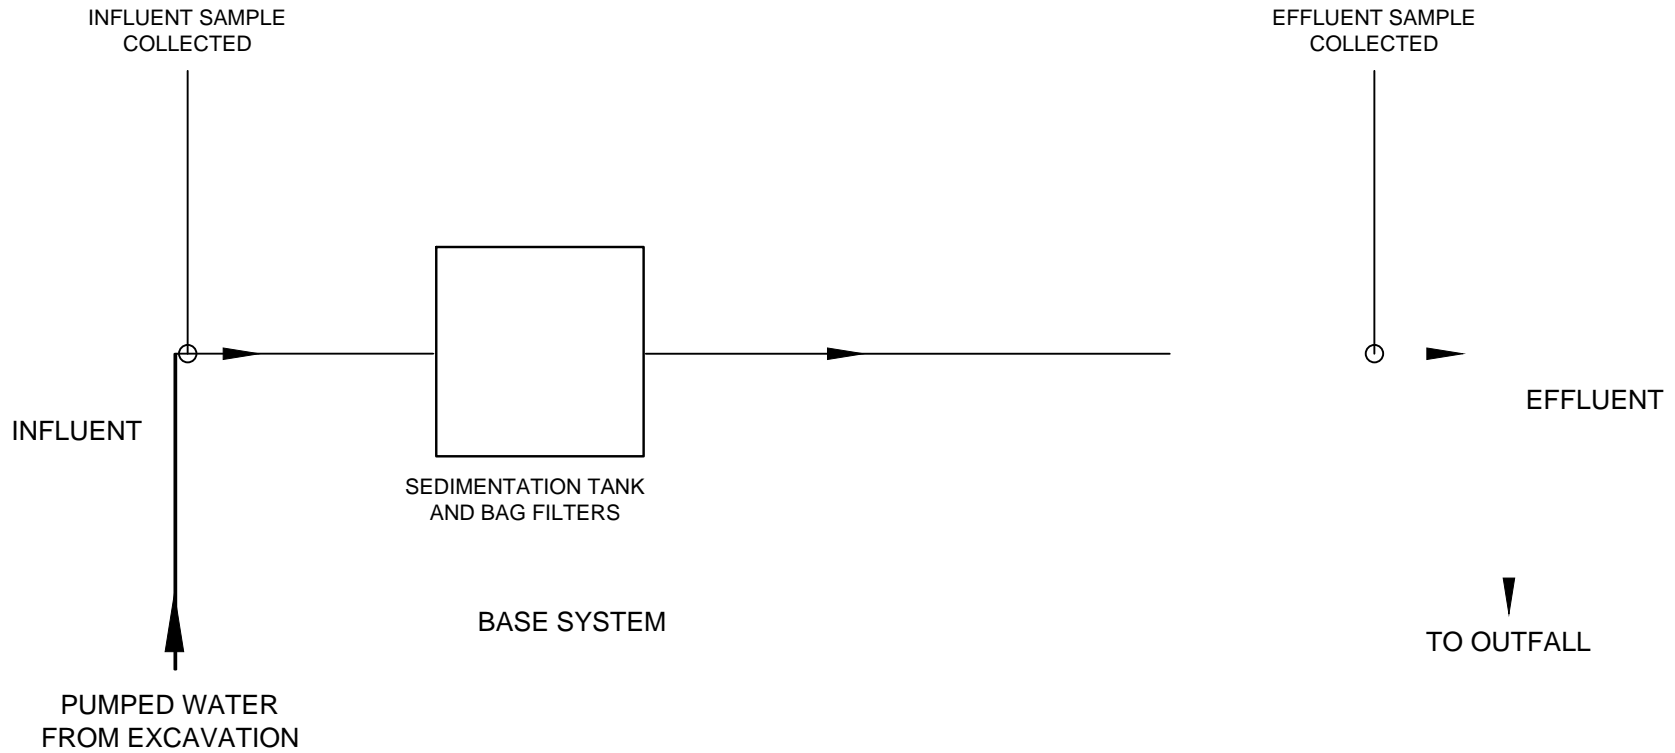 INFLUENT SAMPLE
COLLECTED
EFFLUENT SAMPLE
COLLECTED
INFLUENT
EFFLUENT
SEDIMENTATION TANK
AND BAG FILTERS
BASE SYSTEM
TO OUTFALL
PUMPED WATER
FROM EXCAVATION